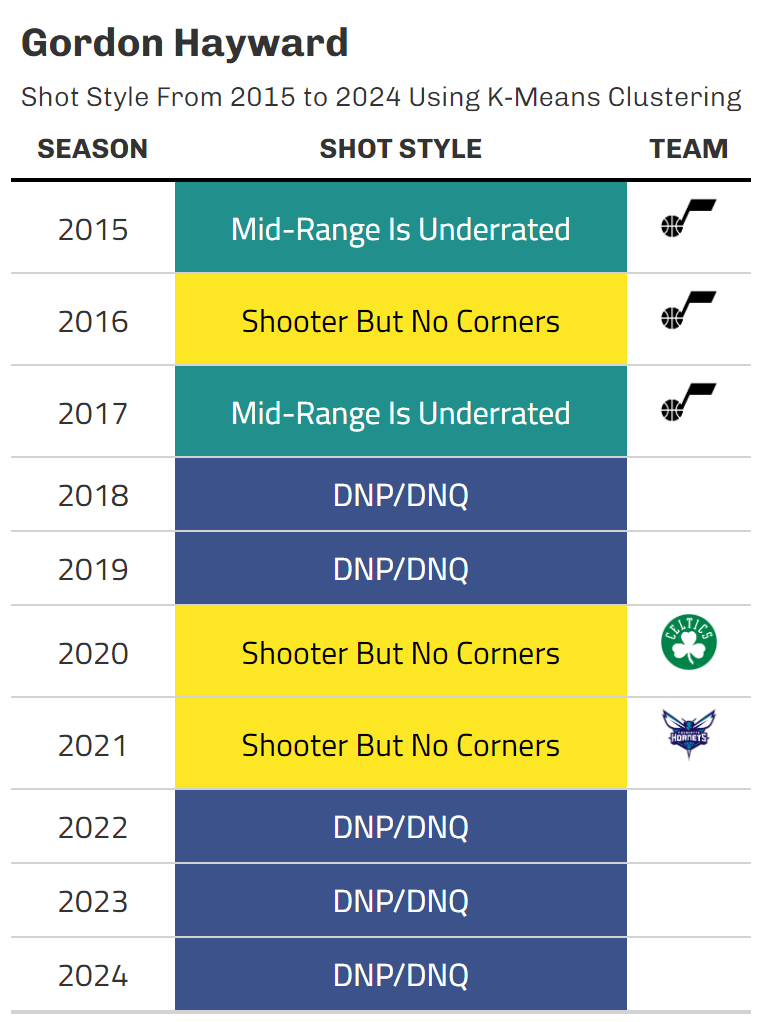 Gordon Hayward
Shot Style From 2015 to 2024 Using K-Means Clustering
SEASON SHOT STYLE TEAM
2015 Mid-Range Is Underrated
2016 Shooter But No Corners
2017 Mid-Range Is Underrated
2018 DNP/DNQ
2019 DNP/DNQ
2020 Shooter But No Corners CELTICS
2021 Shooter But No Corners HORNETS
2022 DNP/DNQ
2023 DNP/DNQ
2024 DNP/DNQ